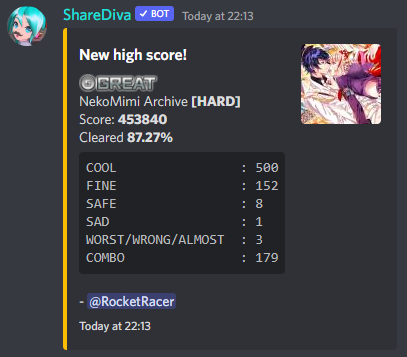 ShareDiva ✓ BOT Today at 22:13
New high score!
GREAT
NekoMimi Archive [HARD]
Score: 453840
Cleared 87.27%
COOL : 500
FINE : 152
SAFE : 8
SAD : 1
WORST/WRONG/ALMOST : 3
COMBO : 179
- @RocketRacer
Today at 22:13